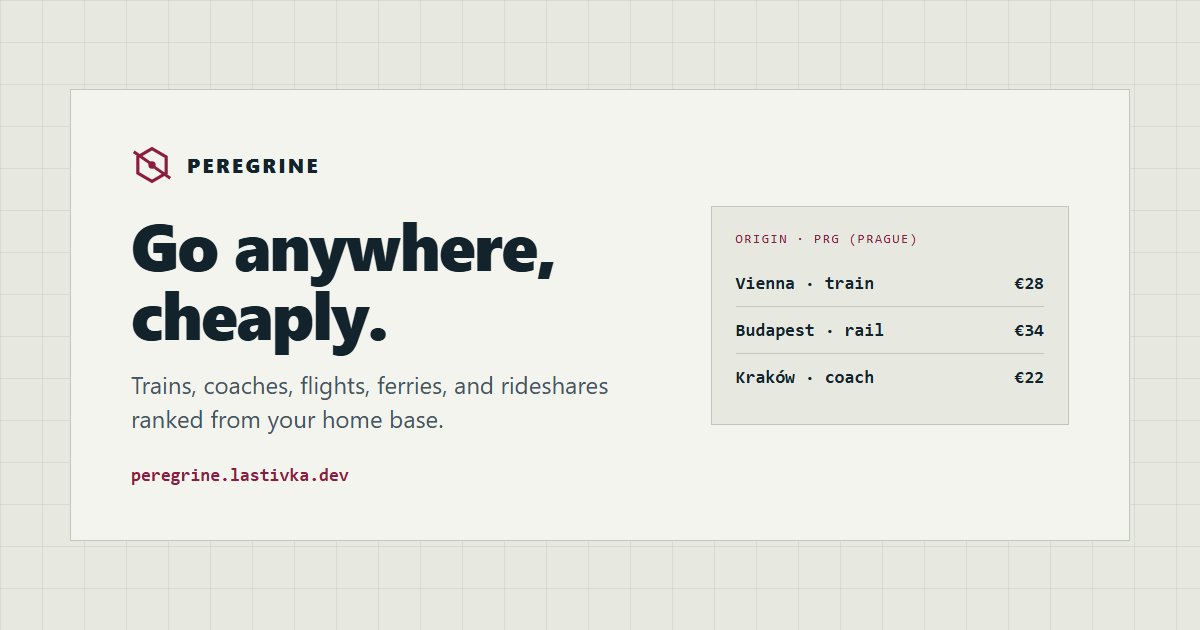 PEREGRINE
Go anywhere,
cheaply.
Trains, coaches, flights, ferries, and rideshares
ranked from your home base.
peregrine.lastivka.dev
ORIGIN · PRG (PRAGUE)
Vienna · train €28
Budapest · rail €34
Kraków · coach €22